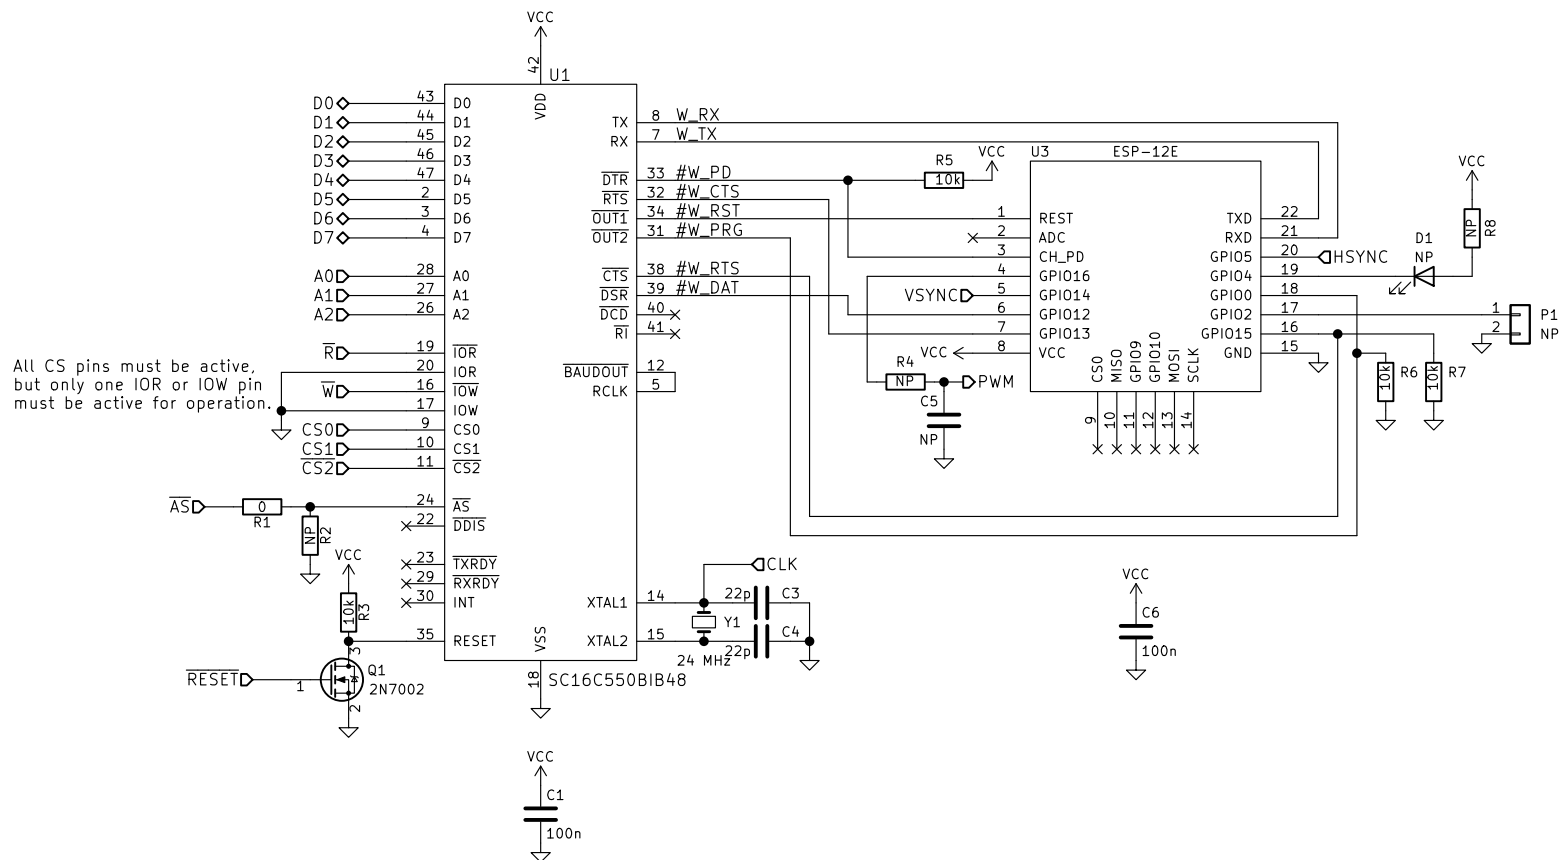 VCC
42
U1
VDD
D0 43 D0
D1 44 D1
D2 45 D2
D3 46 D3
D4 47 D4
D5 2 D5
D6 3 D6
D7 4 D7
A0 28 A0
A1 27 A1
A2 26 A2
R 19 IOR
20 IOR
W 16 IOW
17 IOW
CS0 9 CS0
CS1 10 CS1
CS2 11 CS2
All CS pins must be active,
but only one IOR or IOW pin
must be active for operation.
AS 0 24 AS
R1
NP R2
22 DDIS
23 TXRDY
29 RXRDY
30 INT
VCC
10k R3
35 RESET
3
RESET 1
Q1
2N7002
2
VSS
18
SC16C550BIB48
TX 8 W_RX
RX 7 W_TX
DTR 33 #W_PD
RTS 32 #W_CTS
OUT1 34 #W_RST
OUT2 31 #W_PRG
CTS 38 #W_RTS
DSR 39 #W_DAT
DCD 40
RI 41
BAUDOUT 12
RCLK 5
XTAL1 14
XTAL2 15
CLK
22p C3
Y1
24 MHz
22p C4
R5
10k
VCC
U3
ESP-12E
1 REST
2 ADC
3 CH_PD
4 GPIO16
VSYNC 5 GPIO14
6 GPIO12
7 GPIO13
VCC 8 VCC
R4
NP
PWM
C5
NP
CS0 9
MISO 10
GPIO9 11
GPIO10 12
MOSI 13
SCLK 14
TXD 22
RXD 21
GPIO5 20 HSYNC
GPIO4 19
GPIO0 18
GPIO2 17
GPIO15 16
GND 15
D1
NP
VCC
NP R8
1 P1
2 NP
10k R6
10k R7
VCC
C6
100n
VCC
C1
100n